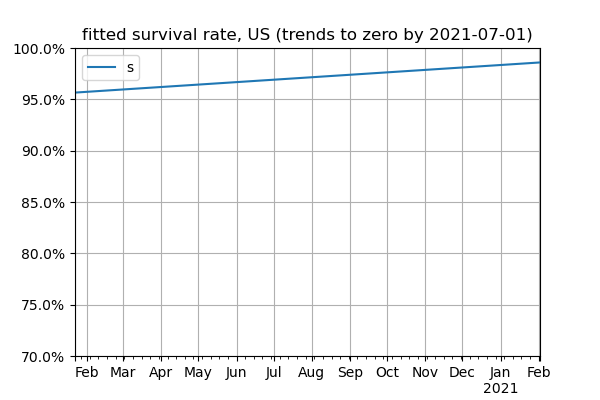 fitted survival rate, US (trends to zero by 2021-07-01)
100.0%
s
95.0%
90.0%
85.0%
80.0%
75.0%
70.0%
Feb Mar Apr May Jun Jul Aug Sep Oct Nov Dec Jan Feb
2021